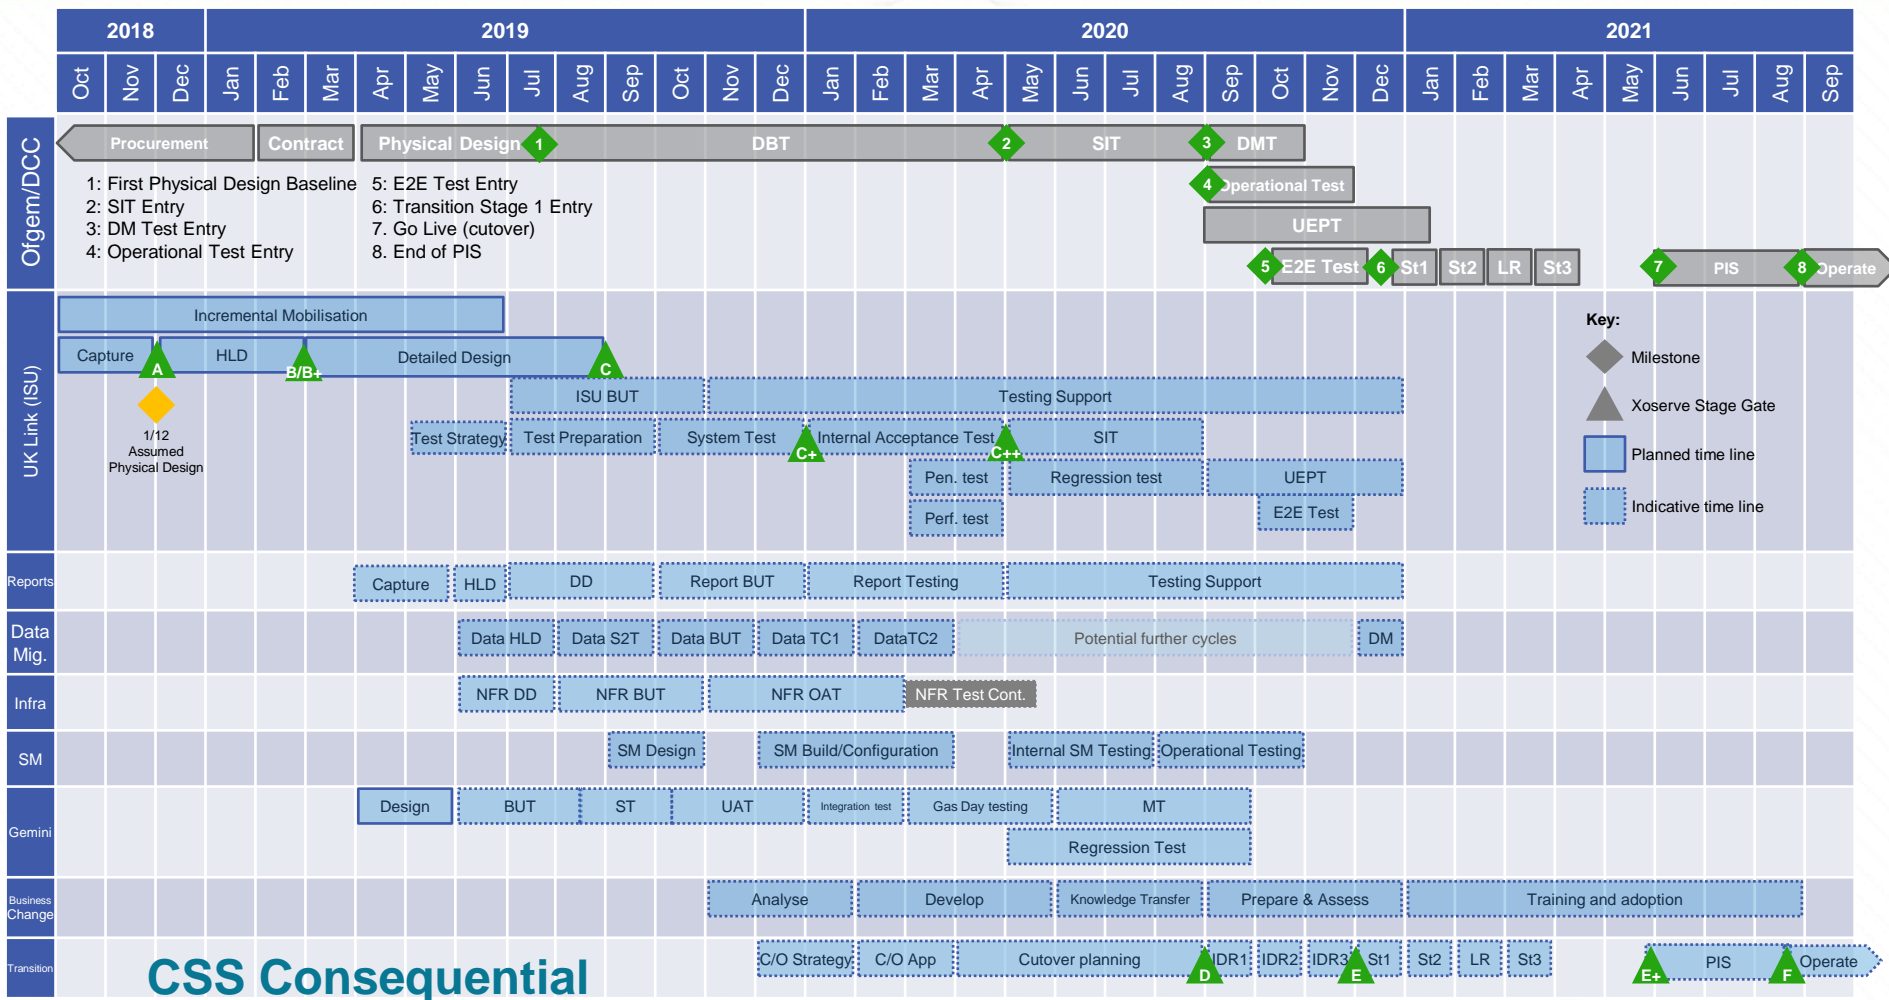 2018
2019
2020
2021
Oct
Nov
Dec
Jan
Feb
Mar
Apr
May
Jun
Jul
Aug
Sep
Oct
Nov
Dec
Jan
Feb
Mar
Apr
May
Jun
Jul
Aug
Sep
Oct
Nov
Dec
Jan
Feb
Mar
Apr
May
Jun
Jul
Aug
Sep
Ofgem/DCC
Procurement
Contract
Physical Design
1
DBT
2
SIT
3
DMT
1: First Physical Design Baseline
2: SIT Entry
3: DM Test Entry
4: Operational Test Entry
5: E2E Test Entry
6: Transition Stage 1 Entry
7. Go Live (cutover)
8. End of PIS
4
Operational Test
UEPT
5
E2E Test
6
St1
St2
LR
St3
7
PIS
8
Operate
UK Link (ISU)
Incremental Mobilisation
Capture
A
HLD
B/B+
Detailed Design
C
1/12
Assumed
Physical Design
ISU BUT
Testing Support
Test Strategy
Test Preparation
System Test
C+
Internal Acceptance Test
C++
SIT
Pen. test
Regression test
UEPT
Perf. test
E2E Test
Key:
Milestone
Xoserve Stage Gate
Planned time line
Indicative time line
Reports
Capture
HLD
DD
Report BUT
Report Testing
Testing Support
Data
Mig.
Data HLD
Data S2T
Data BUT
Data TC1
DataTC2
Potential further cycles
DM
Infra
NFR DD
NFR BUT
NFR OAT
NFR Test Cont.
SM
SM Design
SM Build/Configuration
Internal SM Testing
Operational Testing
Gemini
Design
BUT
ST
UAT
Integration test
Gas Day testing
MT
Regression Test
Business
Change
Analyse
Develop
Knowledge Transfer
Prepare & Assess
Training and adoption
Transition
C/O Strategy
C/O App
Cutover planning
D
IDR1
IDR2
IDR3
E
St1
St2
LR
St3
E+
PIS
F
Operate
CSS Consequential